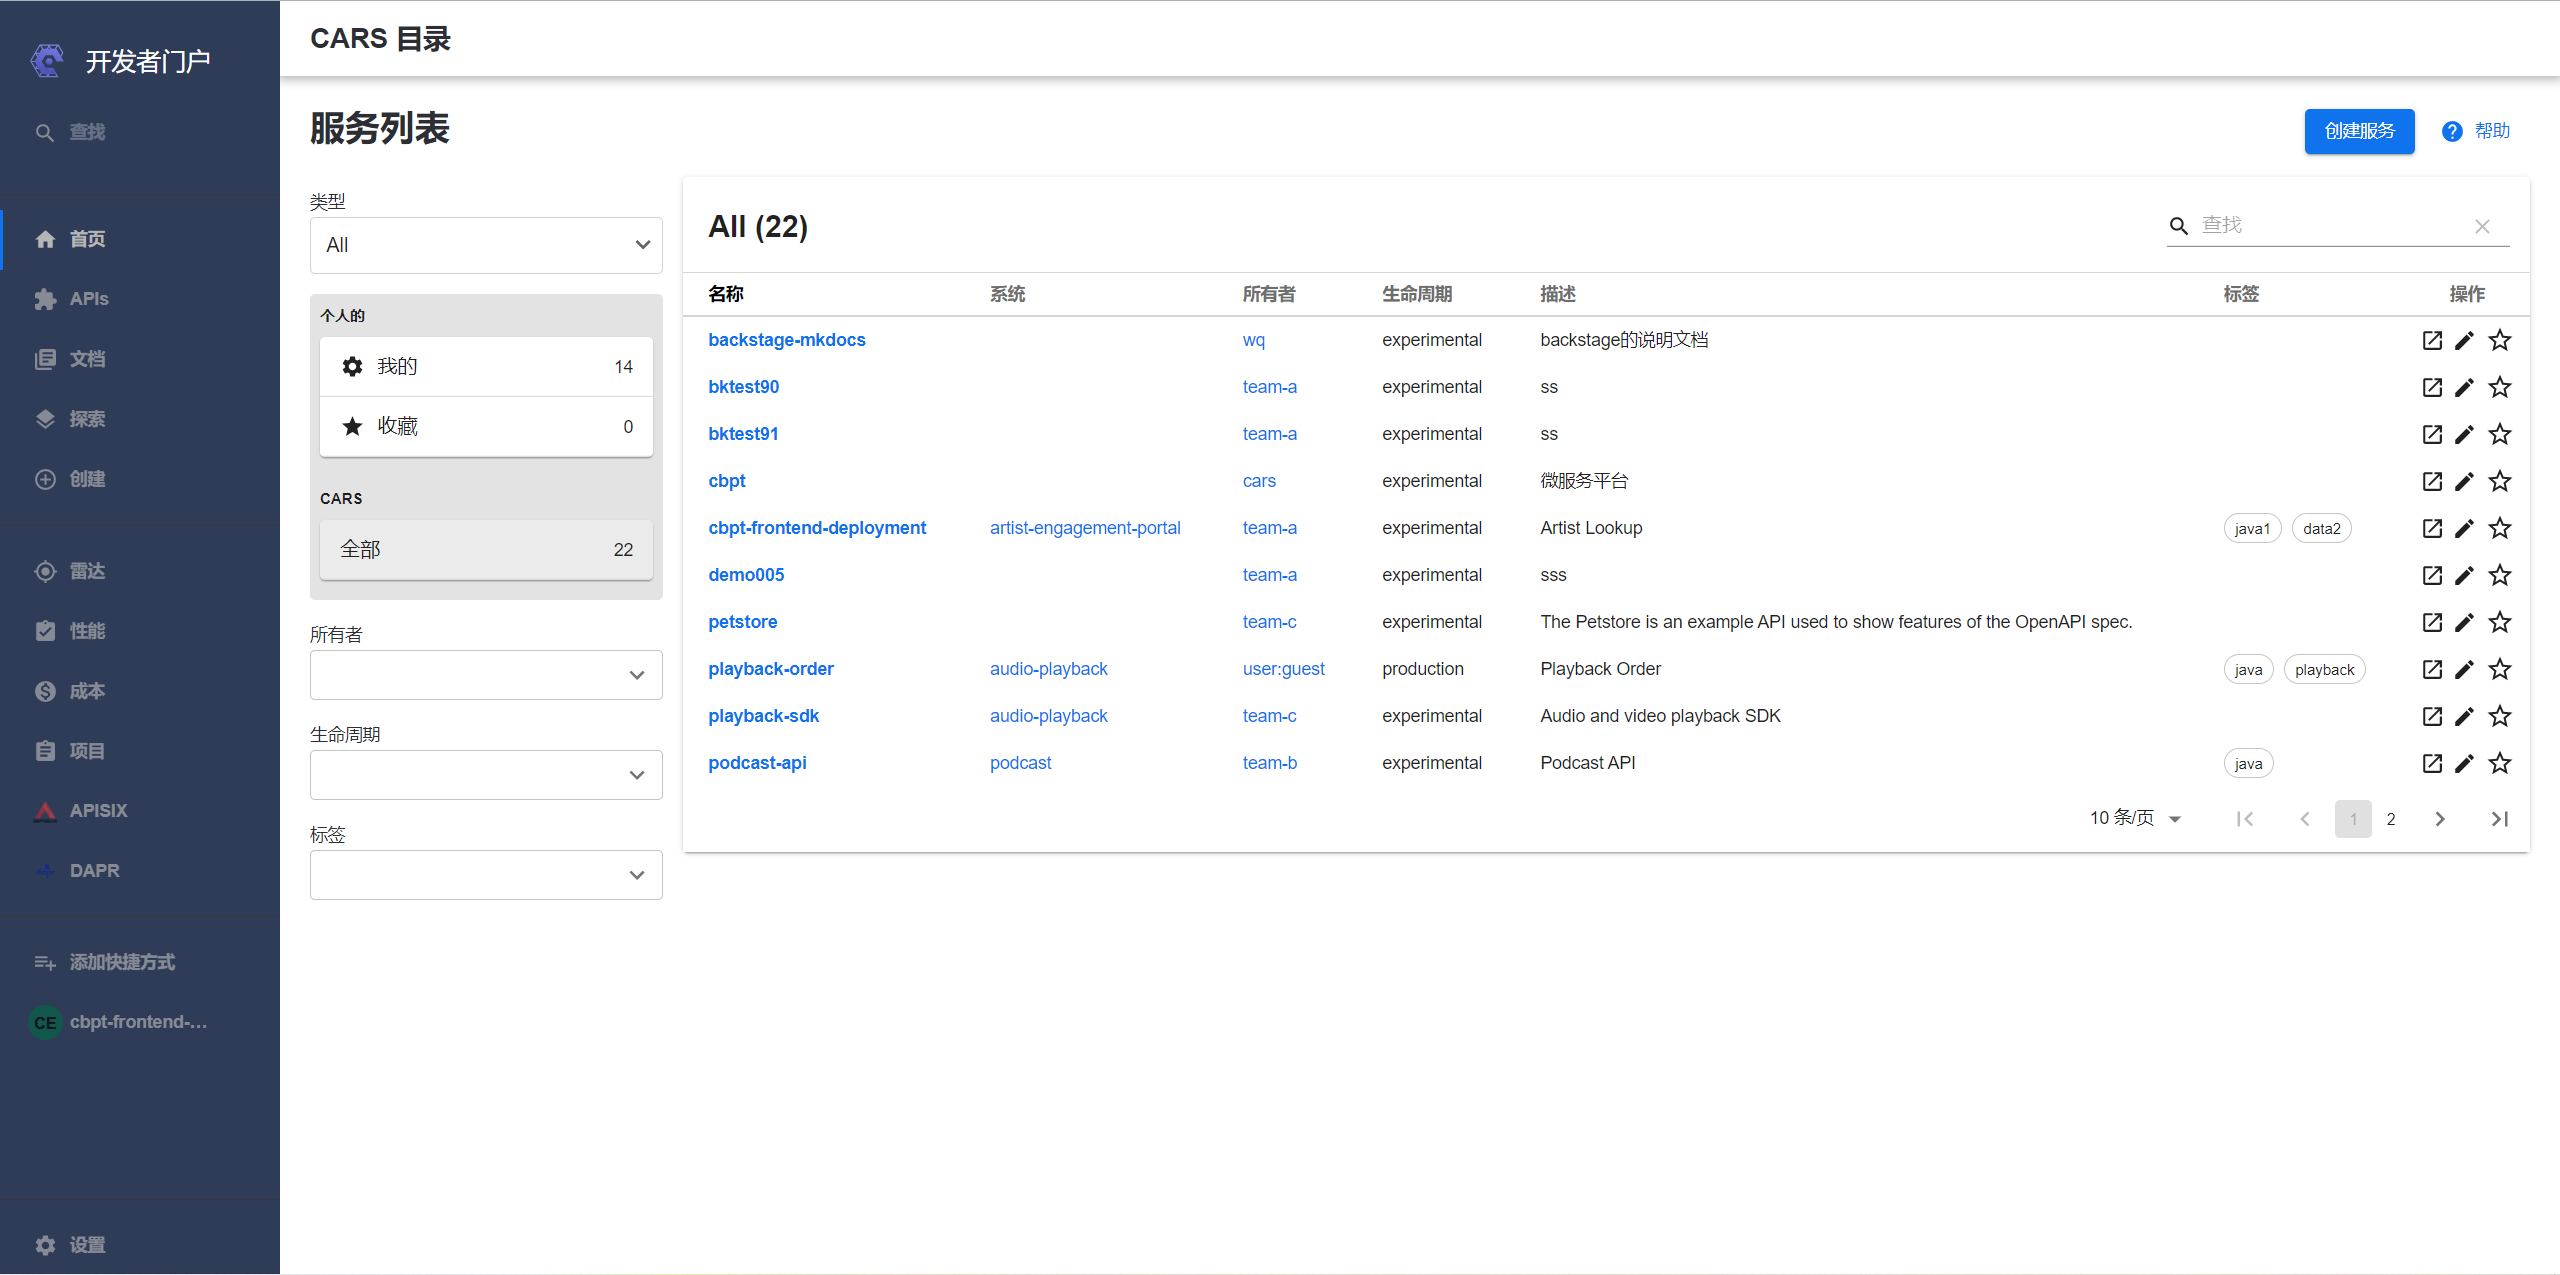 开发者门户
查找
首页
APIs
文档
探索
创建
雷达
性能
成本
项目
APISIX
DAPR
添加快捷方式
CE cbpt-frontend-...
设置
CARS 目录
服务列表
创建服务
帮助
类型
All
个人的
我的 14
收藏 0
CARS
全部 22
所有者
生命周期
标签
All (22)
查找
名称 系统 所有者 生命周期 描述 标签 操作
backstage-mkdocs wq experimental backstage的说明文档
bktest90 team-a experimental ss
bktest91 team-a experimental ss
cbpt cars experimental 微服务平台
cbpt-frontend-deployment artist-engagement-portal team-a experimental Artist Lookup java1 data2
demo005 team-a experimental sss
petstore team-c experimental The Petstore is an example API used to show features of the OpenAPI spec.
playback-order audio-playback user:guest production Playback Order java playback
playback-sdk audio-playback team-c experimental Audio and video playback SDK
podcast-api podcast team-b experimental Podcast API java
10 条/页 1 2